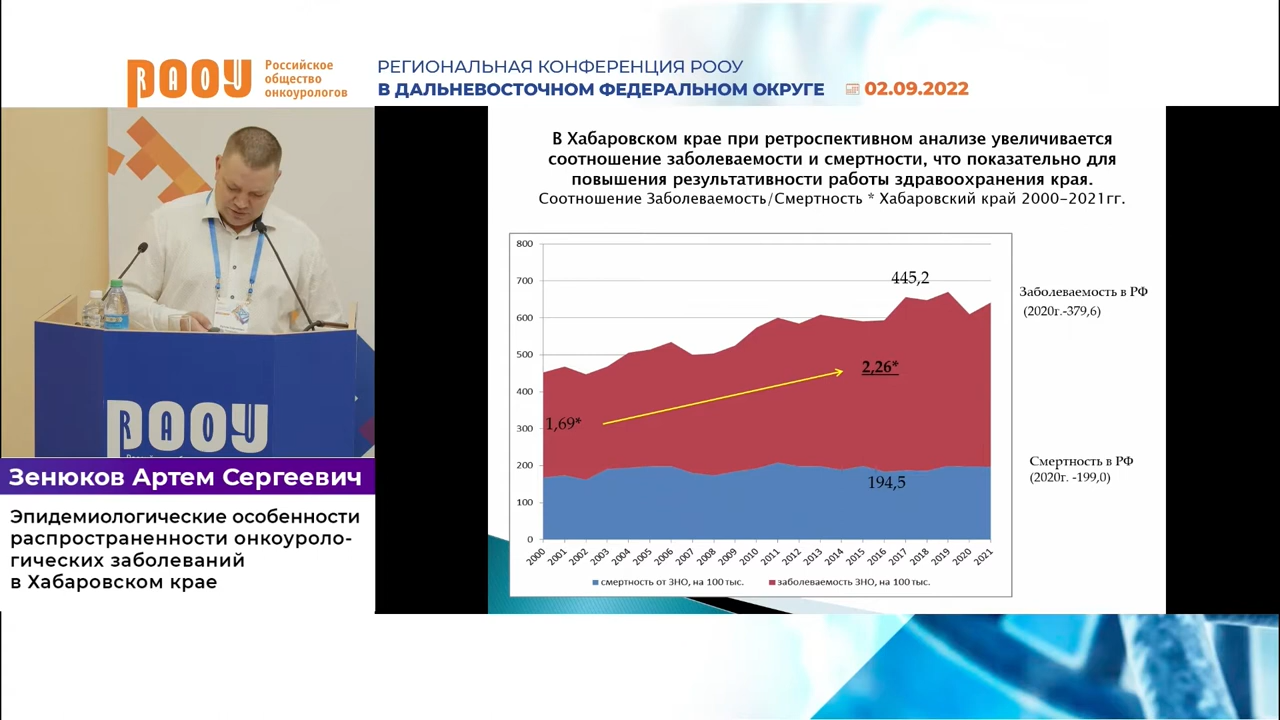 РАОУ
Российское
общество
онкоурологов
РЕГИОНАЛЬНАЯ КОНФЕРЕНЦИЯ РООУ
В ДАЛЬНЕВОСТОЧНОМ ФЕДЕРАЛЬНОМ ОКРУГЕ
02.09.2022
В Хабаровском крае при ретроспективном анализе увеличивается
соотношение заболеваемости и смертности, что показательно для
повышения результативности работы здравоохранения края.
Соотношение Заболеваемость/Смертность * Хабаровский край 2000-2021гг.
800
700
600
500
400
300
200
100
0
445,2
2,26*
1,69*
194,5
Заболеваемость в РФ
(2020г.-379,6)
Смертность в РФ
(2020г. -199,0)
2000 2001 2002 2003 2004 2005 2006 2007 2008 2009 2010 2011 2012 2013 2014 2015 2016 2017 2018 2019 2020 2021
смертность от ЗНО, на 100 тыс.
заболеваемость ЗНО, на 100 тыс.
РАОУ
Зенюков Артем Сергеевич
Эпидемиологические особенности
распространенности онкоуроло-
гических заболеваний
в Хабаровском крае